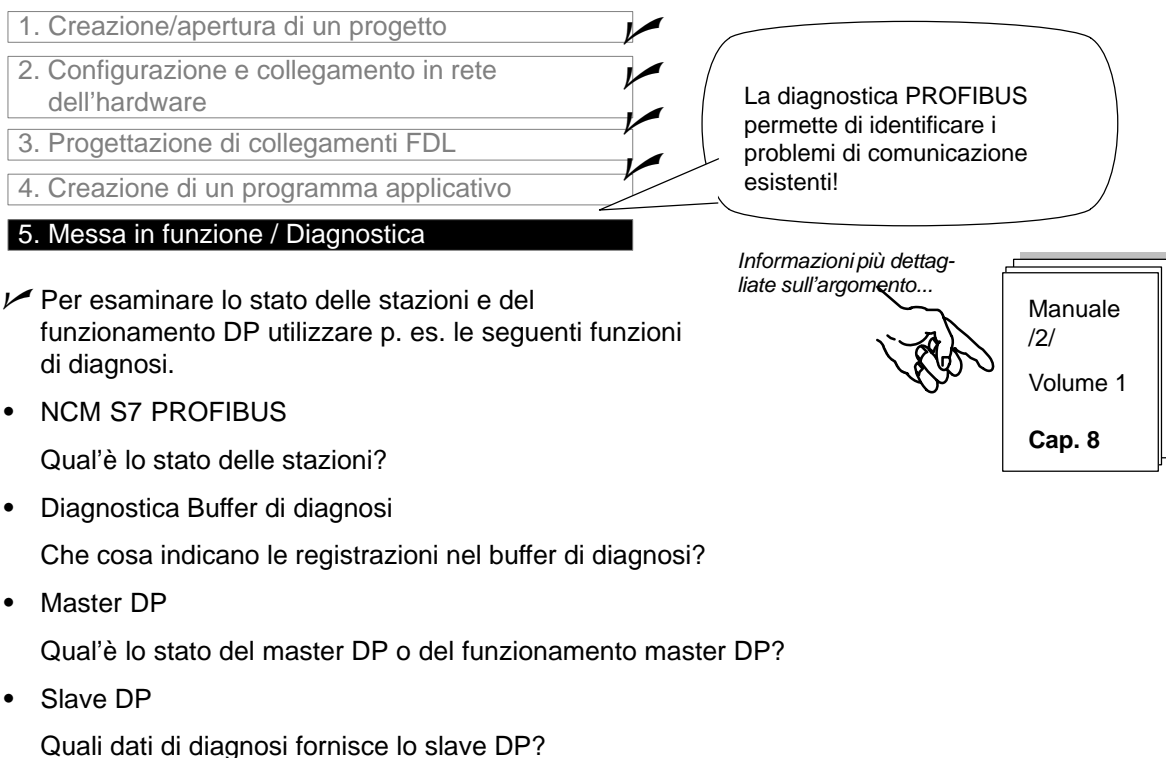 1. Creazione/apertura di un progetto
2. Configurazione e collegamento in rete
dell'hardware
3. Progettazione di collegamenti FDL
4. Creazione di un programma applicativo
5. Messa in funzione / Diagnostica
La diagnostica PROFIBUS
permette di identificare i
problemi di comunicazione
esistenti!
Informazioni più dettag-
liate sull'argomento...
Manuale
/2/
Volume 1
Cap. 8
Per esaminare lo stato delle stazioni e del
funzionamento DP utilizzare p. es. le seguenti funzioni
di diagnosi.
• NCM S7 PROFIBUS
Qual'è lo stato delle stazioni?
• Diagnostica Buffer di diagnosi
Che cosa indicano le registrazioni nel buffer di diagnosi?
• Master DP
Qual'è lo stato del master DP o del funzionamento master DP?
• Slave DP
Quali dati di diagnosi fornisce lo slave DP?